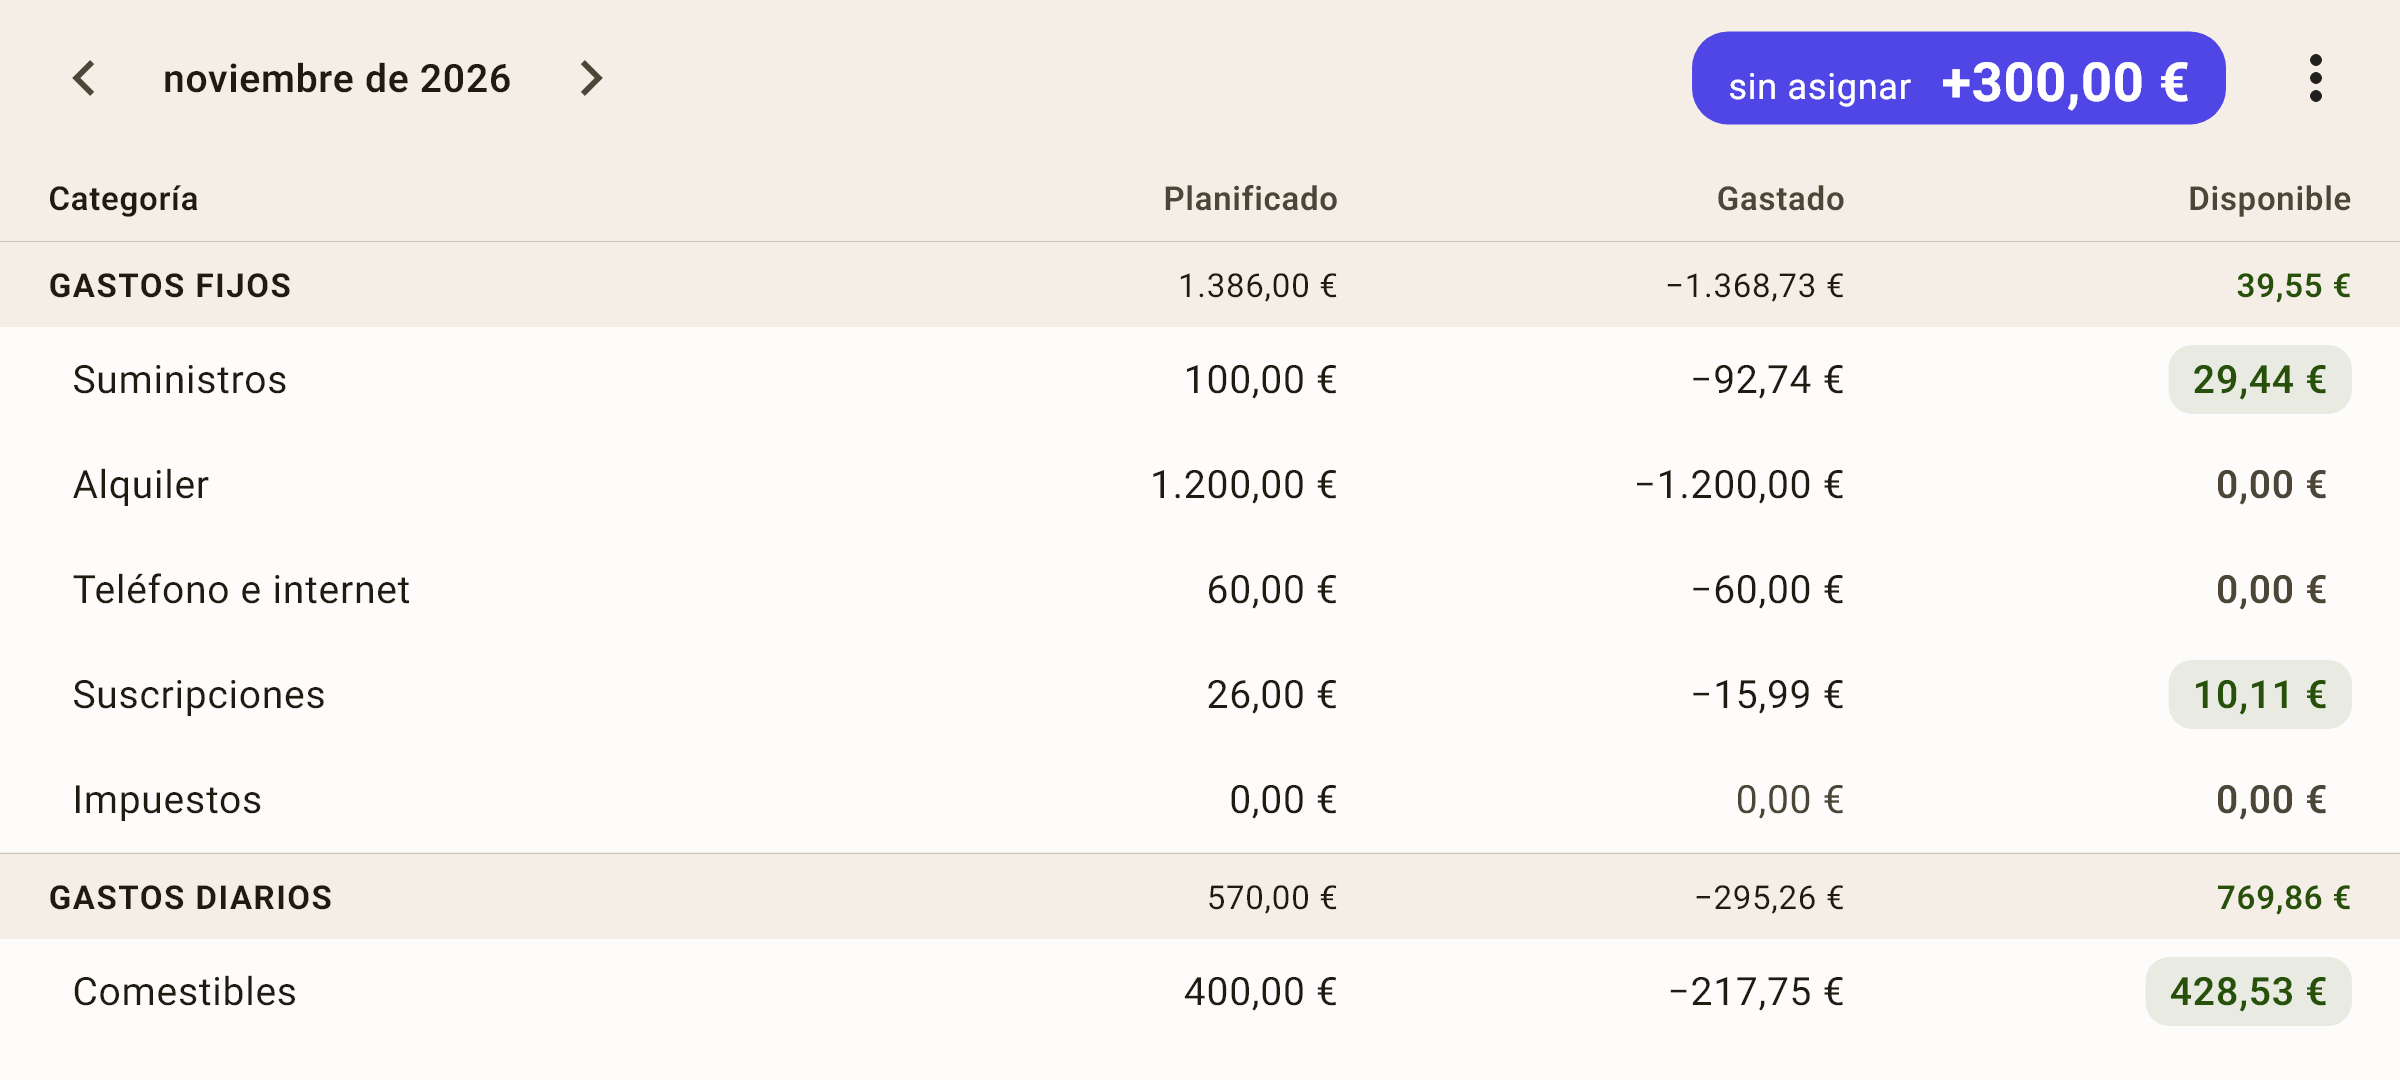 noviembre de 2026 sin asignar +300,00 €
Categoría Planificado Gastado Disponible
GASTOS FIJOS 1.386,00 € −1.368,73 € 39,55 €
Suministros 100,00 € −92,74 € 29,44 €
Alquiler 1.200,00 € −1.200,00 € 0,00 €
Teléfono e internet 60,00 € −60,00 € 0,00 €
Suscripciones 26,00 € −15,99 € 10,11 €
Impuestos 0,00 € 0,00 € 0,00 €
GASTOS DIARIOS 570,00 € −295,26 € 769,86 €
Comestibles 400,00 € −217,75 € 428,53 €